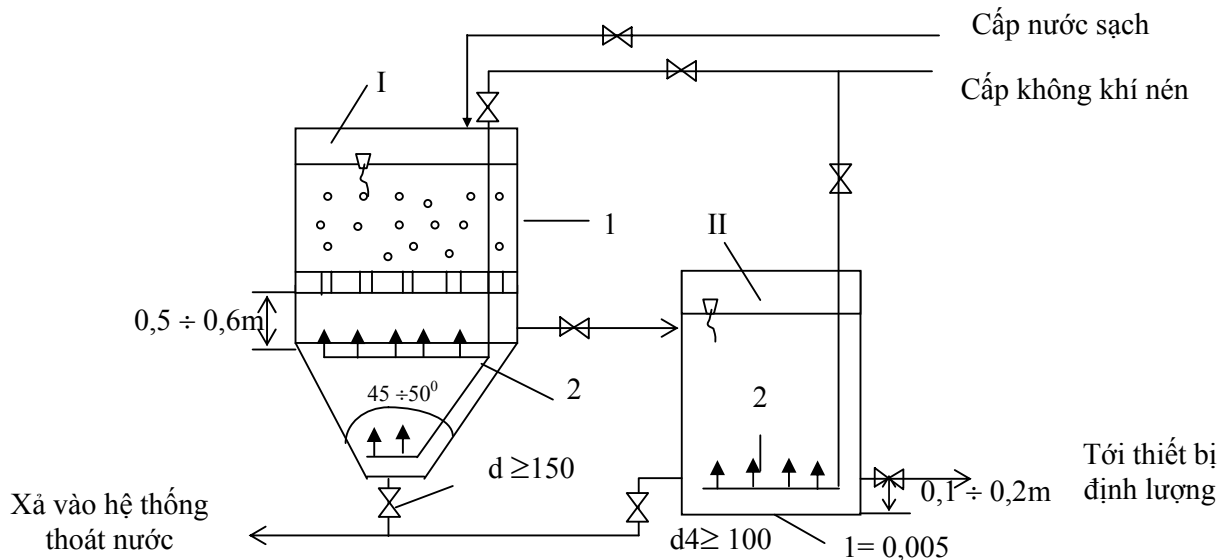 Cấp nước sạch
I
Cấp không khí nén
1
II
0,5 ÷ 0,6m
45 ÷50⁰
2
2
d ≥150
Tới thiết bị
định lượng
0,1 ÷ 0,2m
Xả vào hệ thống
thoát nước
d4≥ 100
1= 0,005